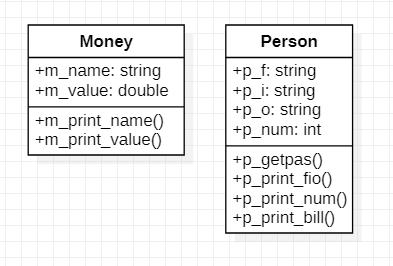 Money
+m_name: string
+m_value: double
+m_print_name()
+m_print_value()
Person
+p_f: string
+p_i: string
+p_o: string
+p_num: int
+p_getpas()
+p_print_fio()
+p_print_num()
+p_print_bill()